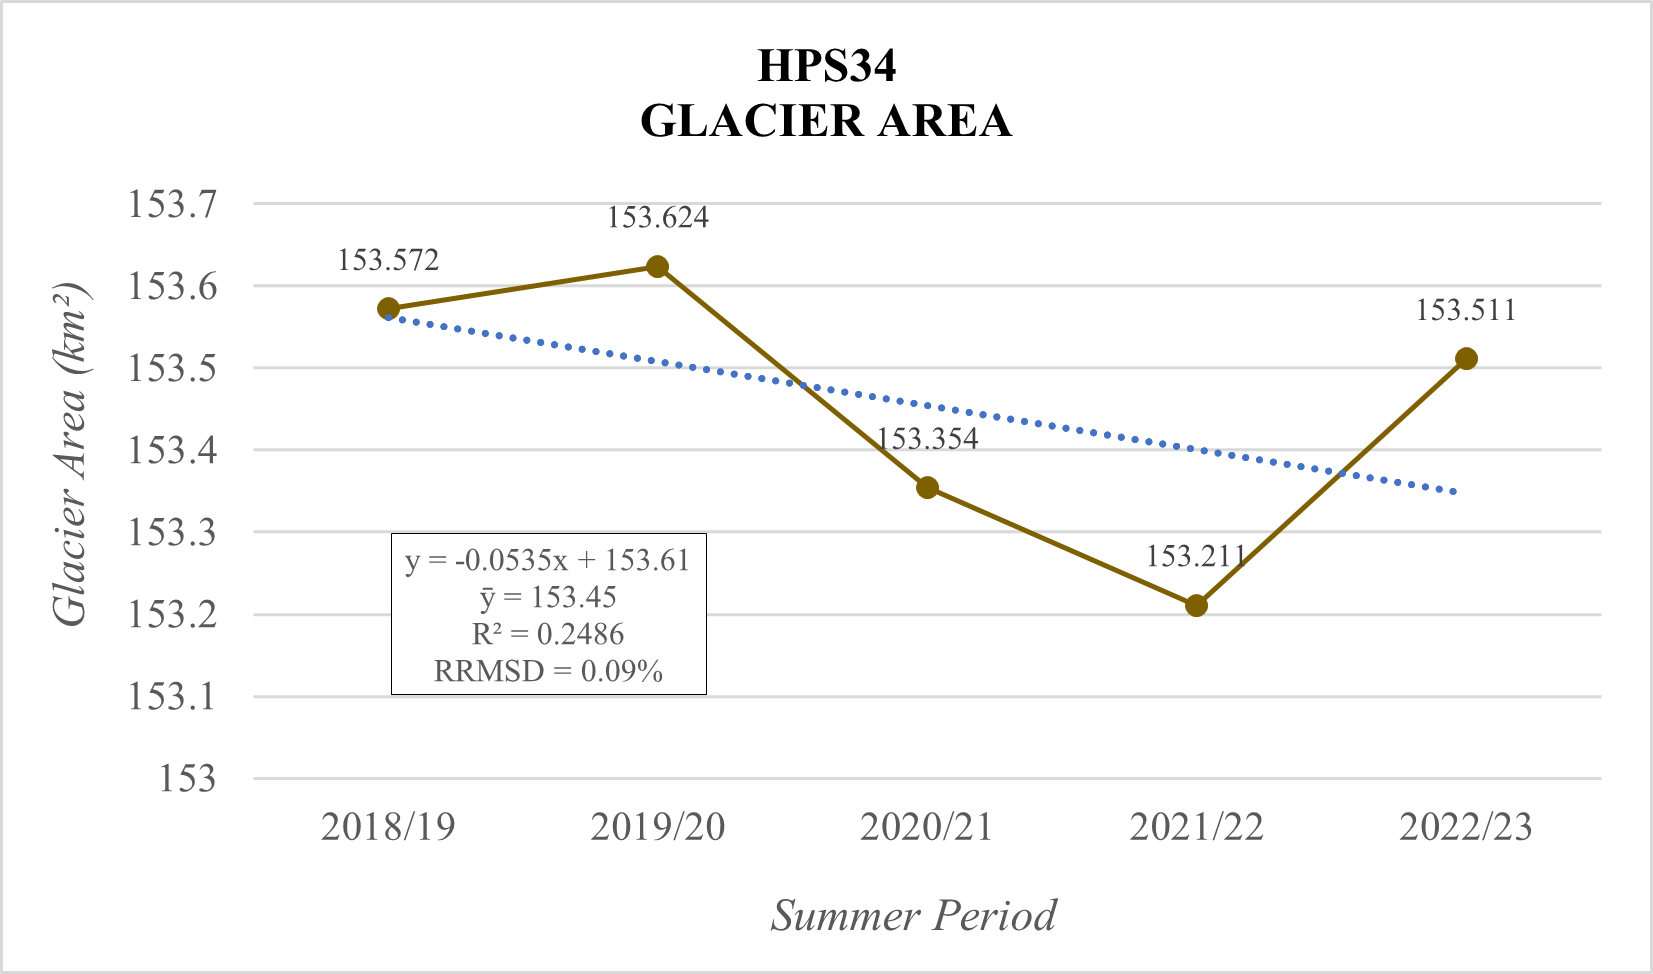 HPS34
GLACIER AREA
153.7
153.6
153.5
153.4
153.3
153.2
153.1
153
Glacier Area (km²)
153.572
153.624
153.354
153.211
153.511
y = -0.0535x + 153.61
ȳ = 153.45
R² = 0.2486
RRMSD = 0.09%
2018/19 2019/20 2020/21 2021/22 2022/23
Summer Period